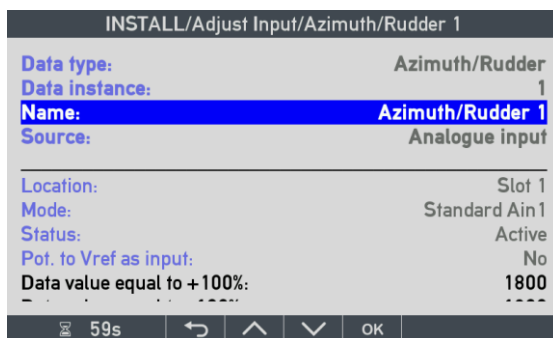 INSTALL/Adjust Input/Azimuth/Rudder 1
Data type: Azimuth/Rudder
Data instance: 1
Name: Azimuth/Rudder 1
Source: Analogue input
Location: Slot 1
Mode: Standard Ain1
Status: Active
Pot. to Vref as input: No
Data value equal to +100%: 1800
59s OK